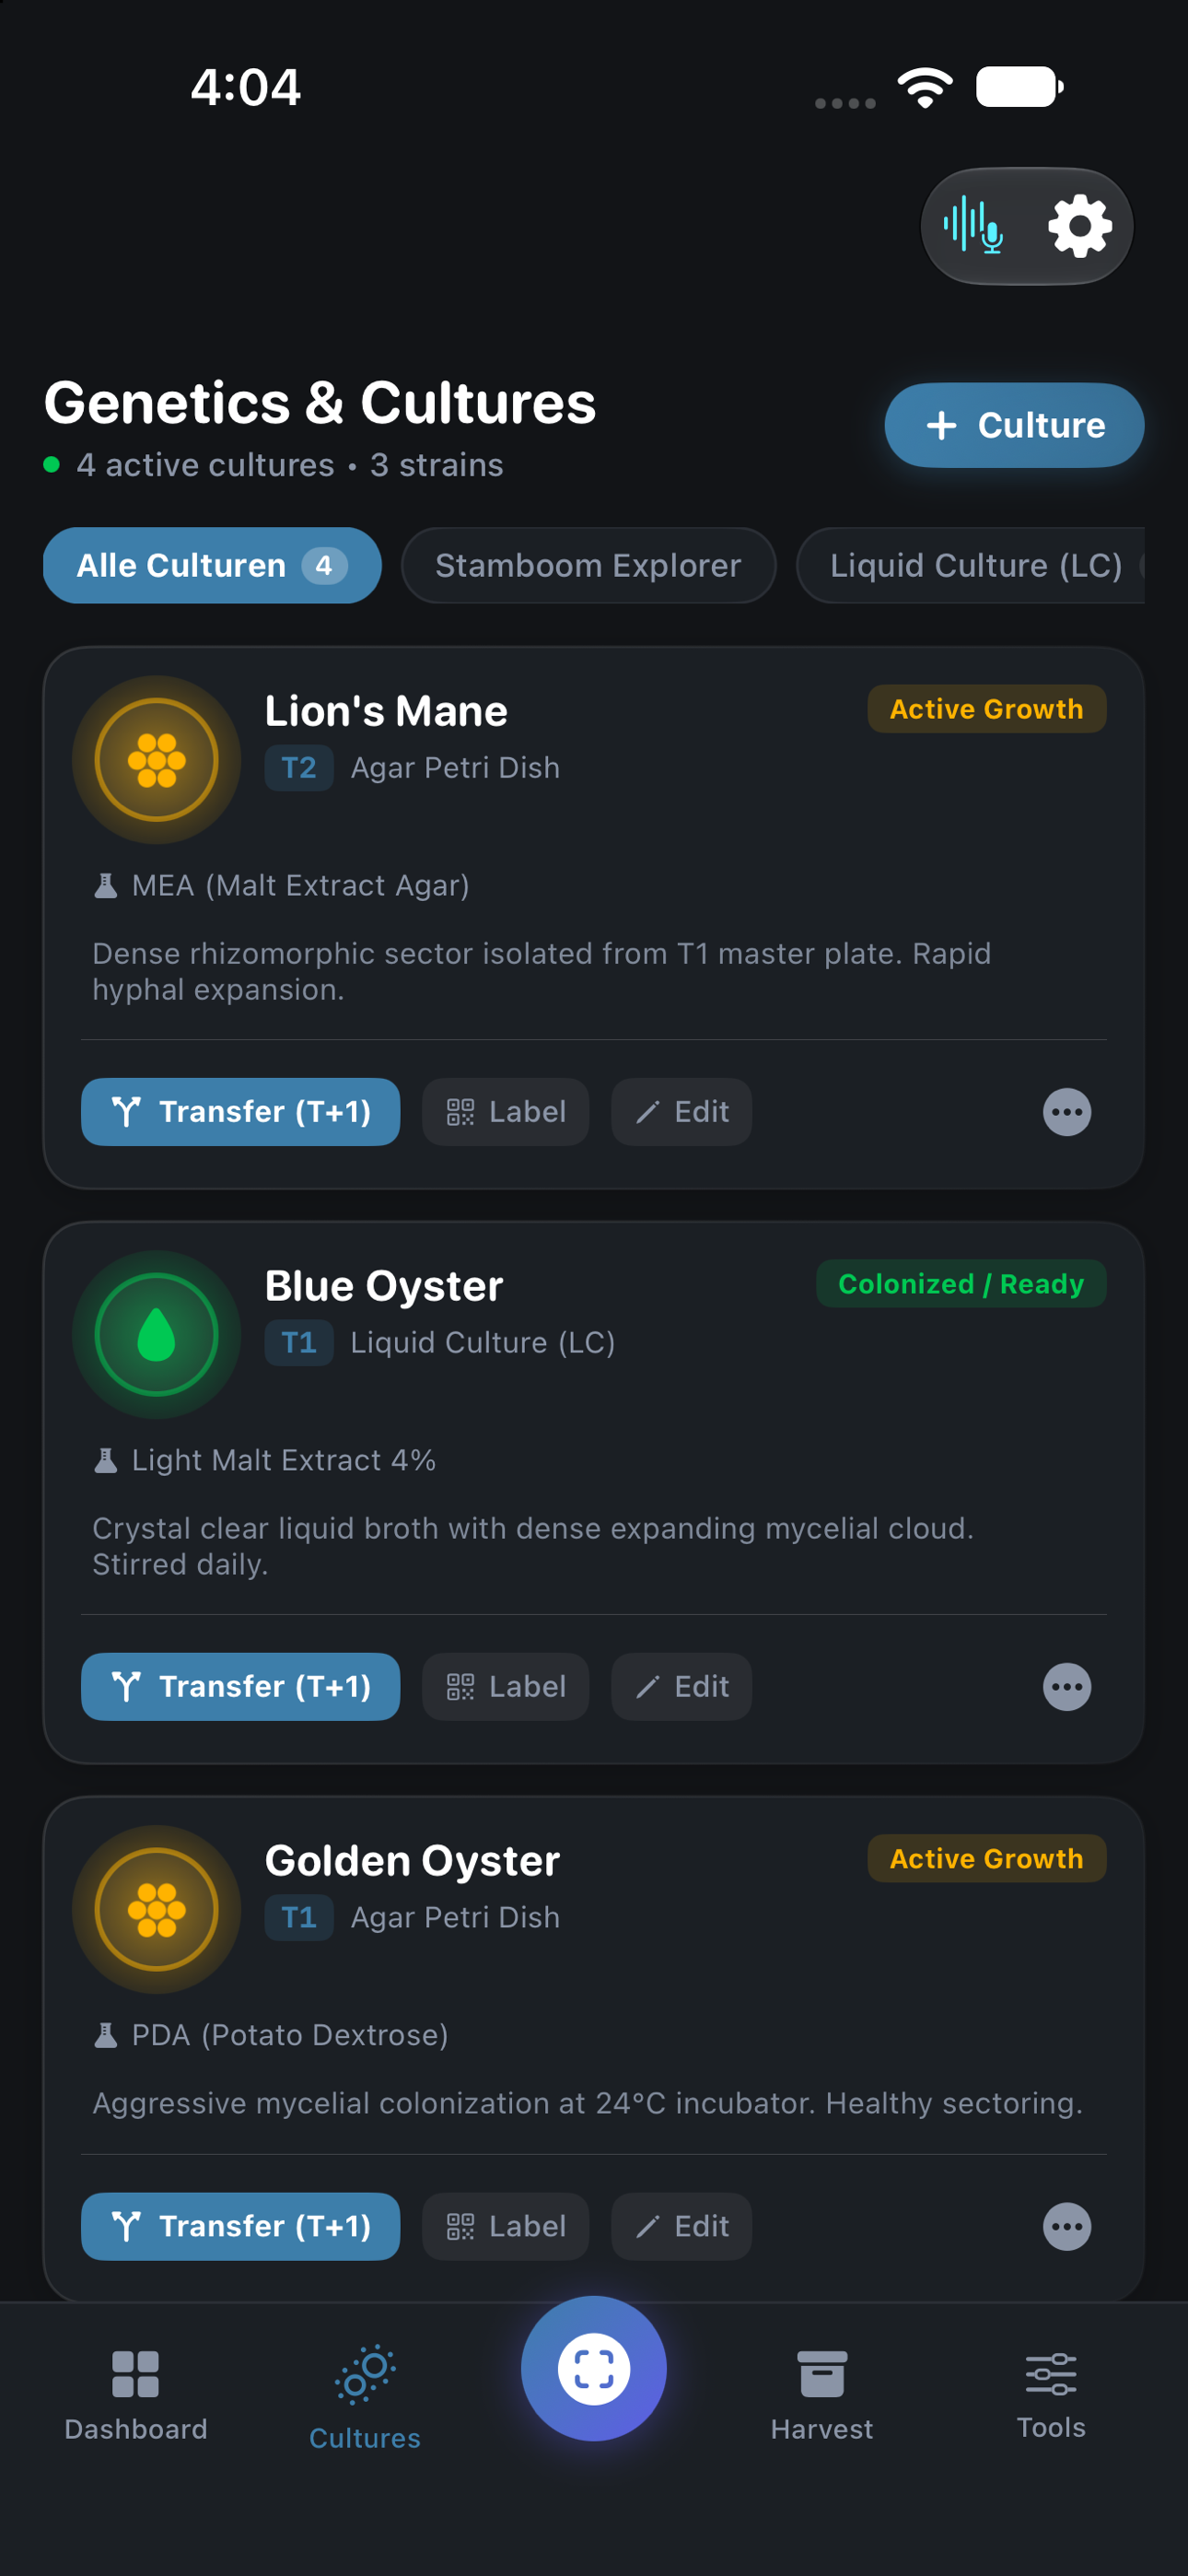 4:04
Genetics & Cultures
4 active cultures • 3 strains
+ Culture
Alle Culturen 4
Stamboom Explorer
Liquid Culture (LC)
Lion's Mane
Active Growth
T2 Agar Petri Dish
MEA (Malt Extract Agar)
Dense rhizomorphic sector isolated from T1 master plate. Rapid
hyphal expansion.
Transfer (T+1)
Label
Edit
Blue Oyster
Colonized / Ready
T1 Liquid Culture (LC)
Light Malt Extract 4%
Crystal clear liquid broth with dense expanding mycelial cloud.
Stirred daily.
Transfer (T+1)
Label
Edit
Golden Oyster
Active Growth
T1 Agar Petri Dish
PDA (Potato Dextrose)
Aggressive mycelial colonization at 24°C incubator. Healthy sectoring.
Transfer (T+1)
Label
Edit
Dashboard
Cultures
Harvest
Tools